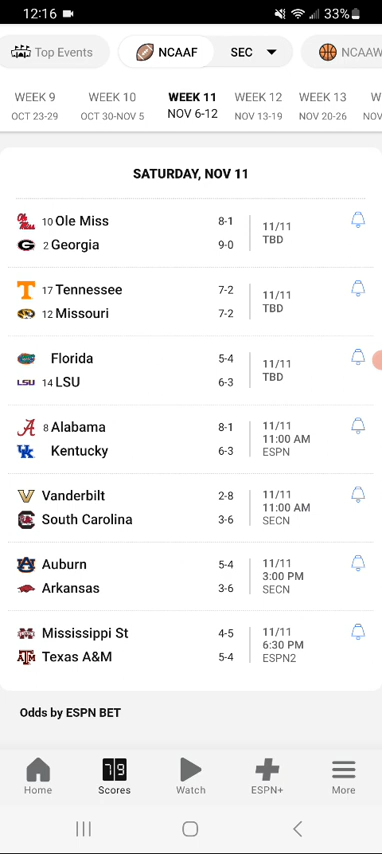 12:16 33%
Top Events NCAAF SEC NCAAW
WEEK 9 WEEK 10 WEEK 11 WEEK 12 WEEK 13 W
OCT 23-29 OCT 30-NOV 5 NOV 6-12 NOV 13-19 NOV 20-26 NOV
SATURDAY, NOV 11
10 Ole Miss 8-1 11/11
2 Georgia 9-0 TBD
17 Tennessee 7-2 11/11
12 Missouri 7-2 TBD
Florida 5-4 11/11
LSU 14 LSU 6-3 TBD
8 Alabama 8-1 11/11
11:00 AM
Kentucky 6-3 ESPN
Vanderbilt 2-8 11/11
11:00 AM
South Carolina 3-6 SECN
Auburn 5-4 11/11
3:00 PM
Arkansas 3-6 SECN
Mississippi St 4-5 11/11
6:30 PM
Texas A&M 5-4 ESPN2
Odds by ESPN BET
79
Home Scores Watch ESPN+ More